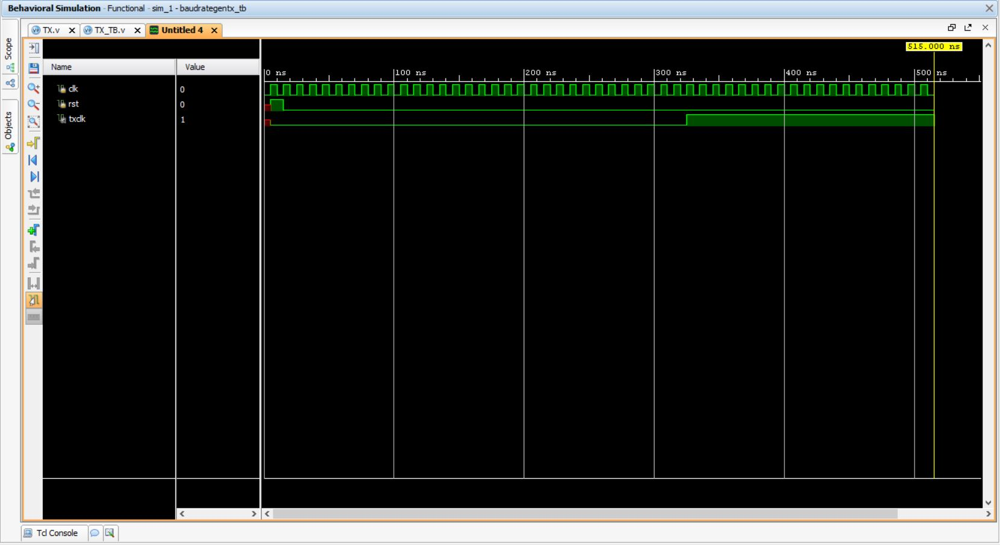 Behavioral Simulation - Functional - sim_1 - baudrategentx_tb
Scope
Objects
TX.v
TX_TB.v
Untitled 4
515.000 ns
Name Value
0 ns 100 ns 200 ns 300 ns 400 ns 500 ns
clk 0
rst 0
txclk 1
Tcl Console